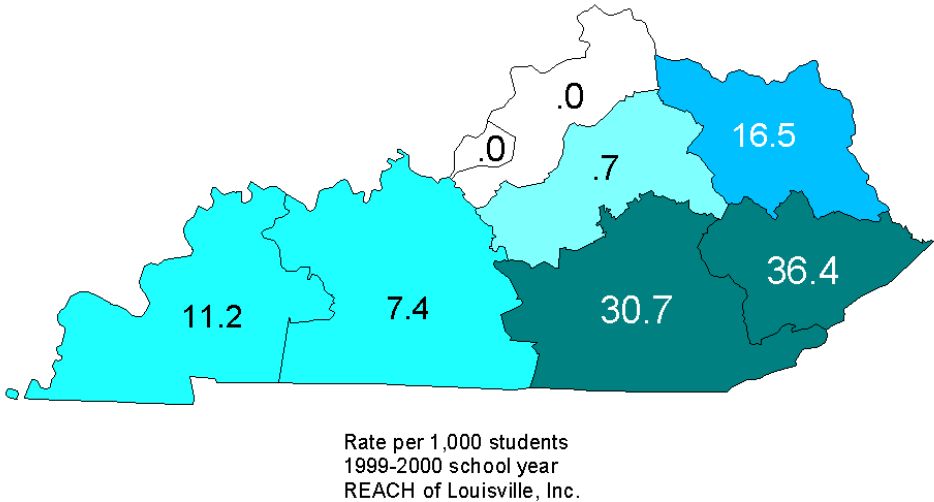 .0
.0
16.5
.7
36.4
11.2
7.4
30.7
Rate per 1,000 students
1999-2000 school year
REACH of Louisville, Inc.